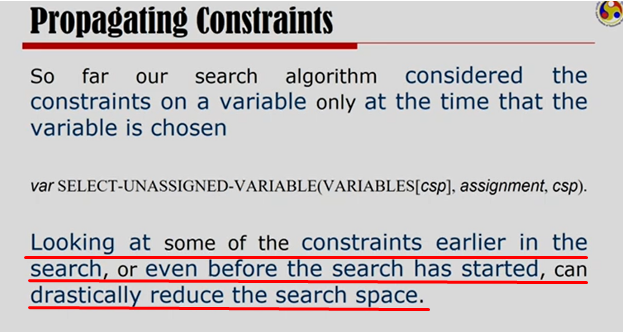 Propagating Constraints
So far our search algorithm considered the
constraints on a variable only at the time that the
variable is chosen
var SELECT-UNASSIGNED-VARIABLE(VARIABLES[csp], assignment, csp).
Looking at some of the constraints earlier in the
search, or even before the search has started, can
drastically reduce the search space.